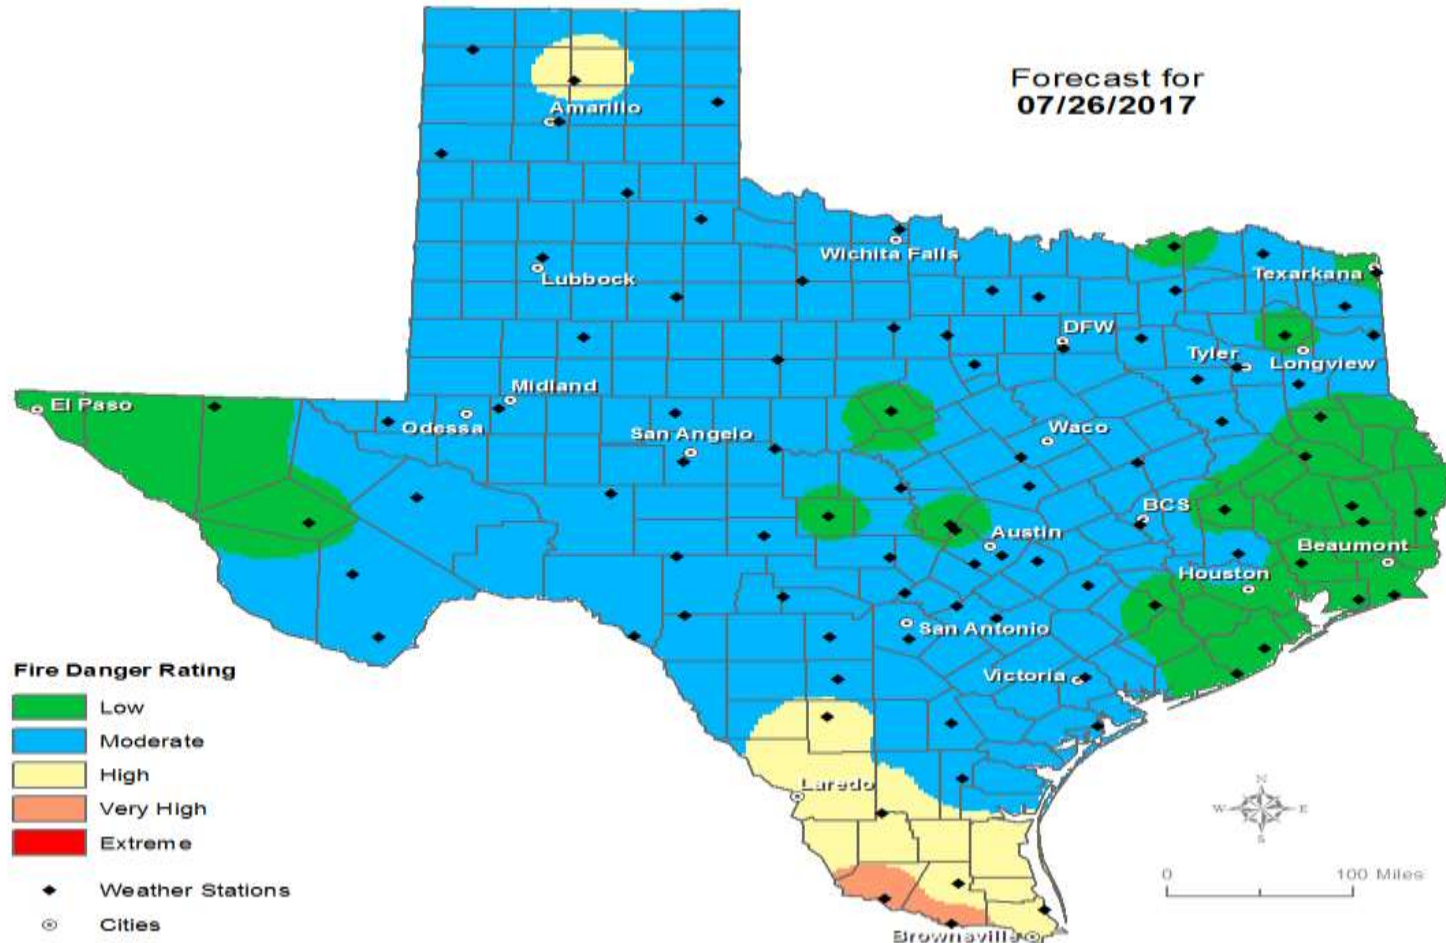 Forecast for
07/26/2017
Amarillo
Wichita Falls
Lubbock
Texarkana
DFW
Tyler
Longview
Midland
El Paso
Odessa
San Angelo
Waco
BCS
Austin
Beaumont
Houston
San Antonio
Victoria
Fire Danger Rating
Low
Moderate
High
Very High
Extreme
Weather Stations
Cities
Laredo
Brownsville
N
W E
S
0 100 Miles